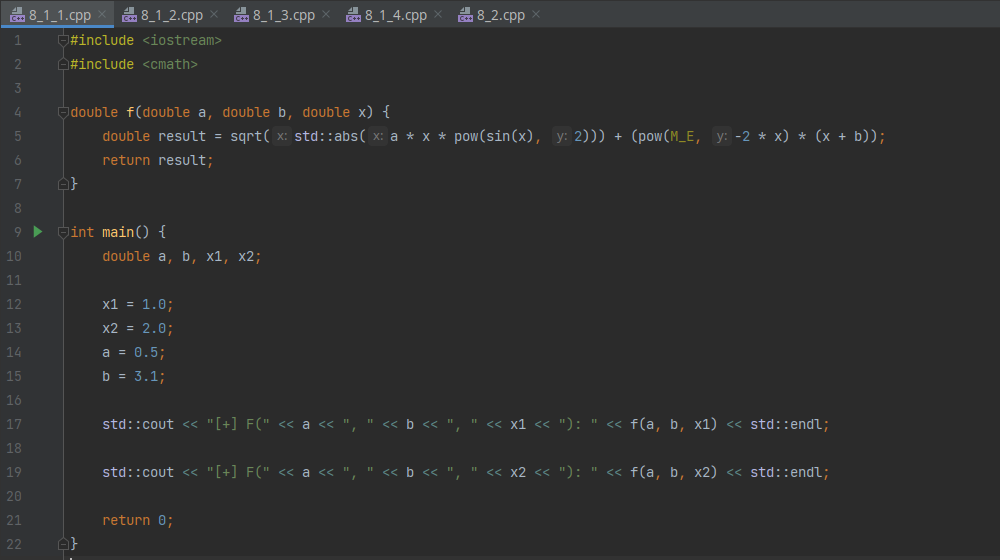 8_1_1.cpp 8_1_2.cpp 8_1_3.cpp 8_1_4.cpp 8_2.cpp
1 #include <iostream>
2 #include <cmath>
3
4 double f(double a, double b, double x) {
5     double result = sqrt( x: std::abs( x: a * x * pow(sin(x), y: 2))) + (pow(M_E, y: -2 * x) * (x + b));
6     return result;
7 }
8
9 int main() {
10     double a, b, x1, x2;
11
12     x1 = 1.0;
13     x2 = 2.0;
14     a = 0.5;
15     b = 3.1;
16
17     std::cout << "[+] F(" << a << ", " << b << ", " << x1 << "): " << f(a, b, x1) << std::endl;
18
19     std::cout << "[+] F(" << a << ", " << b << ", " << x2 << "): " << f(a, b, x2) << std::endl;
20
21     return 0;
22 }